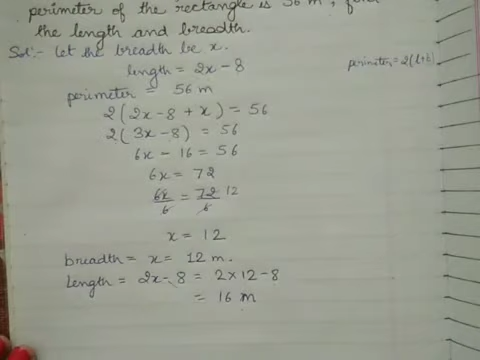 perimeter of the rectangle is 56 m, find
the length and breadth.
Sol:- Let the breadth be x.
length = 2x - 8
perimeter = 2(l+b)
perimeter = 56 m
2(2x - 8 + x) = 56
2(3x - 8) = 56
6x - 16 = 56
6x = 72
6x/6 = 72/6 12
x = 12
breadth = x = 12 m.
Length = 2x - 8 = 2 × 12 - 8
= 16 m